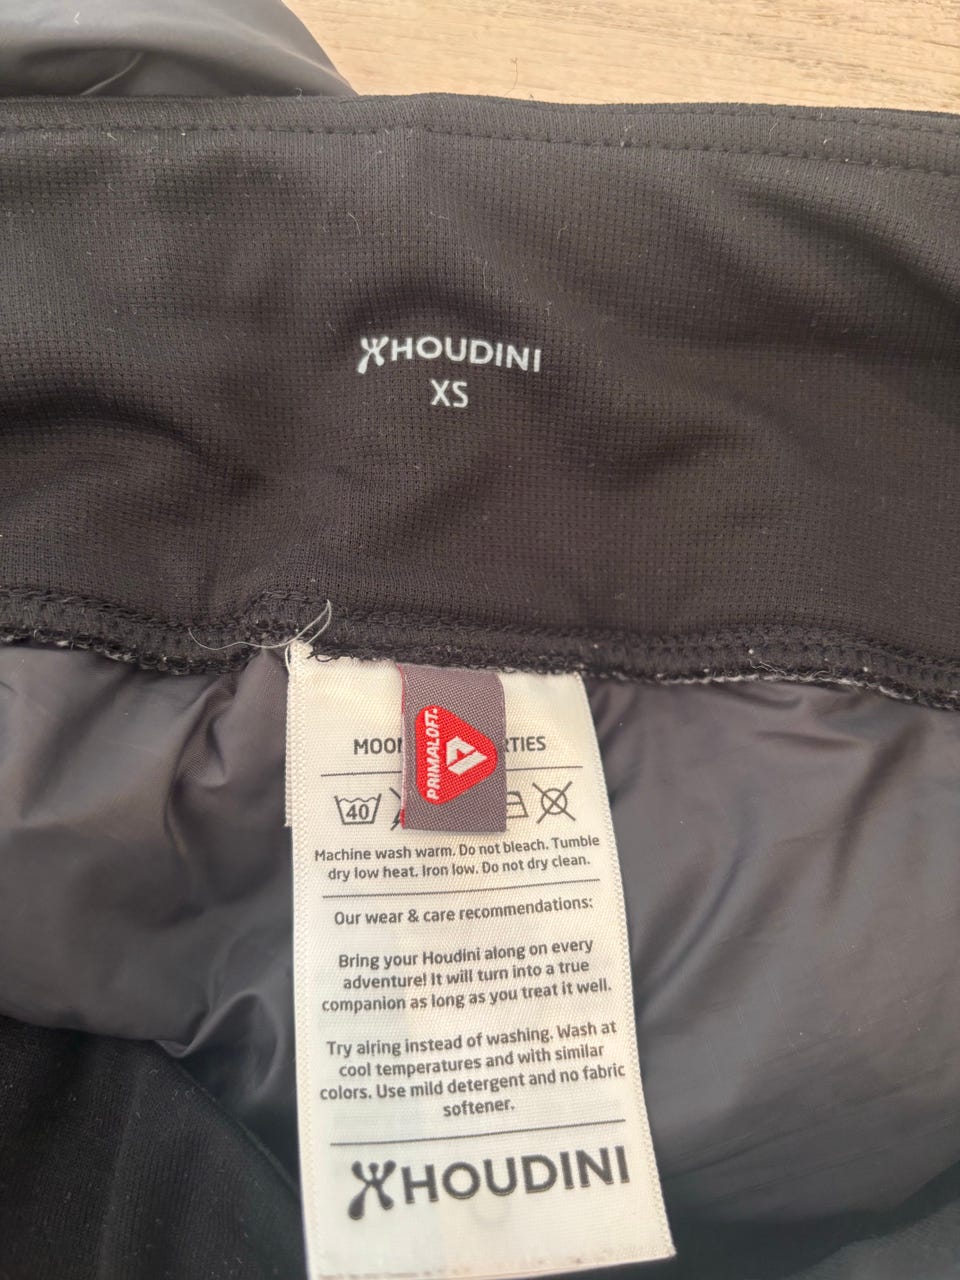 HOUDINI
XS
PRIMALOFT.
40
Machine wash warm. Do not bleach. Tumble
dry low heat. Iron low. Do not dry clean.
Our wear & care recommendations:
Bring your Houdini along on every
adventure! It will turn into a true
companion as long as you treat it well.
Try airing instead of washing. Wash at
cool temperatures and with similar
colors. Use mild detergent and no fabric
softener.
HOUDINI